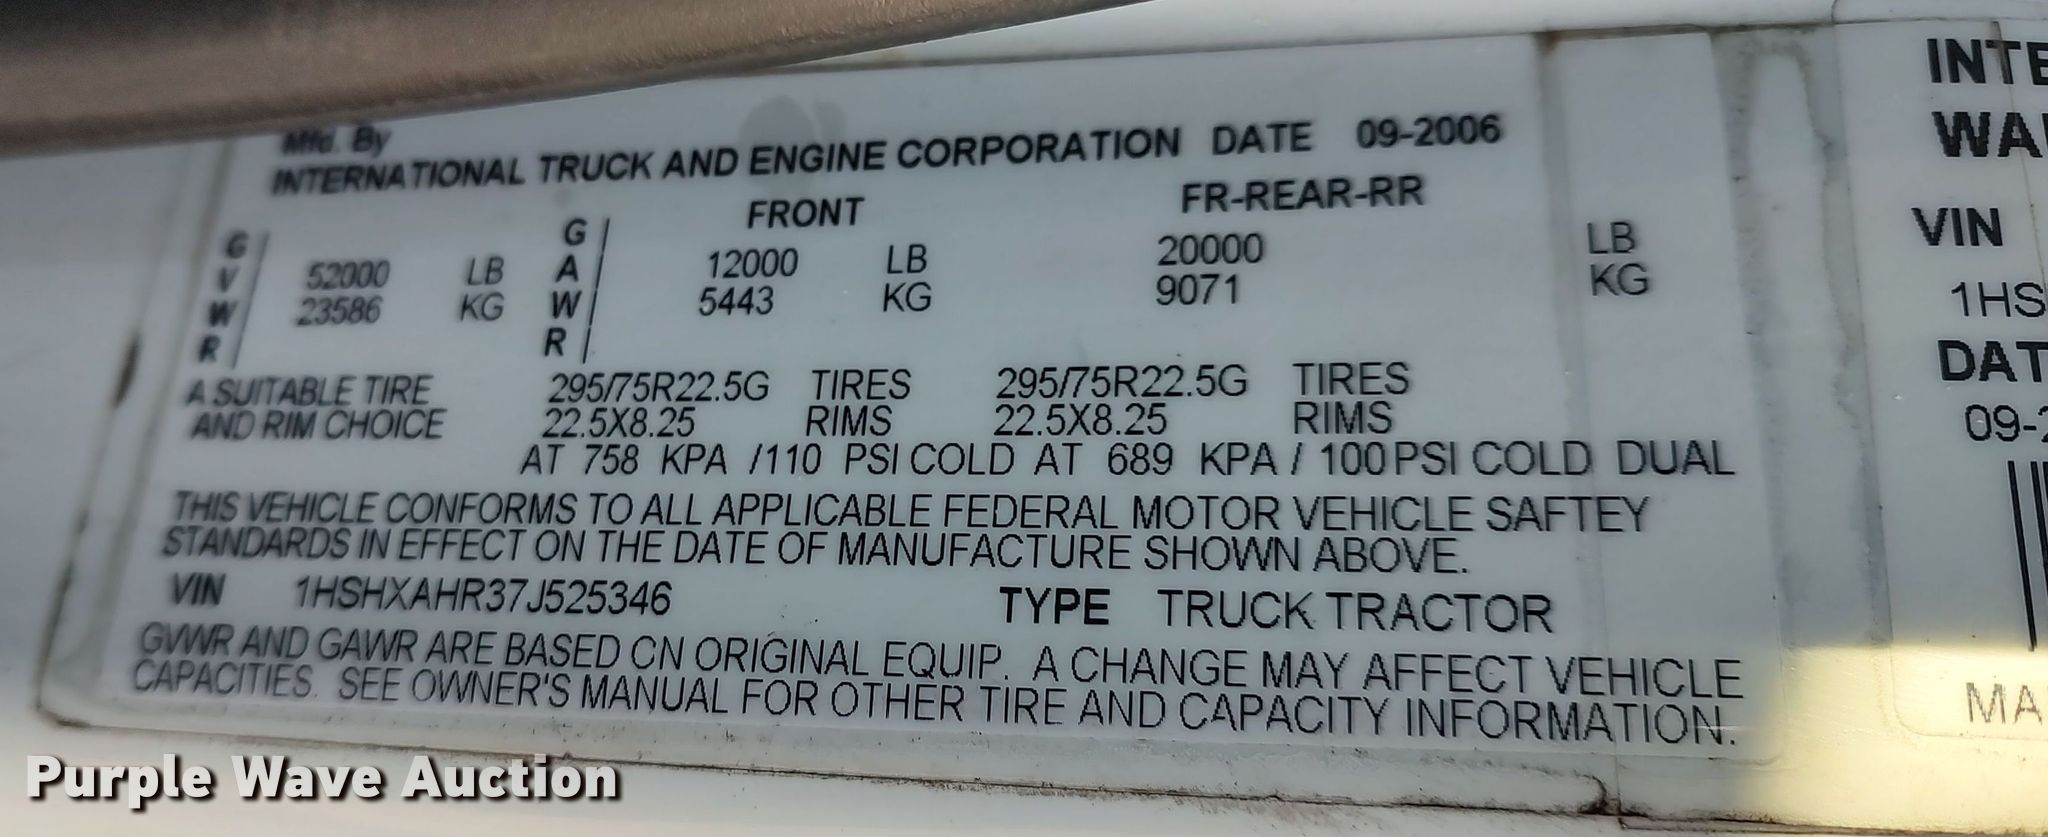 Mfd. By
INTERNATIONAL TRUCK AND ENGINE CORPORATION DATE 09-2006
FRONT FR-REAR-RR
GVWR 52000 LB GAWR 12000 LB 20000 LB
23586 KG 5443 KG 9071 KG
A SUITABLE TIRE 295/75R22.5G TIRES 295/75R22.5G TIRES
AND RIM CHOICE 22.5X8.25 RIMS 22.5X8.25 RIMS
AT 758 KPA /110 PSI COLD AT 689 KPA / 100PSI COLD DUAL
THIS VEHICLE CONFORMS TO ALL APPLICABLE FEDERAL MOTOR VEHICLE SAFTEY
STANDARDS IN EFFECT ON THE DATE OF MANUFACTURE SHOWN ABOVE.
VIN 1HSHXAHR37J525346 TYPE TRUCK TRACTOR
GVWR AND GAWR ARE BASED ON ORIGINAL EQUIP. A CHANGE MAY AFFECT VEHICLE
CAPACITIES. SEE OWNER'S MANUAL FOR OTHER TIRE AND CAPACITY INFORMATION.
INTE
WA
VIN
1HS
DAT
09-2
MA
Purple Wave Auction